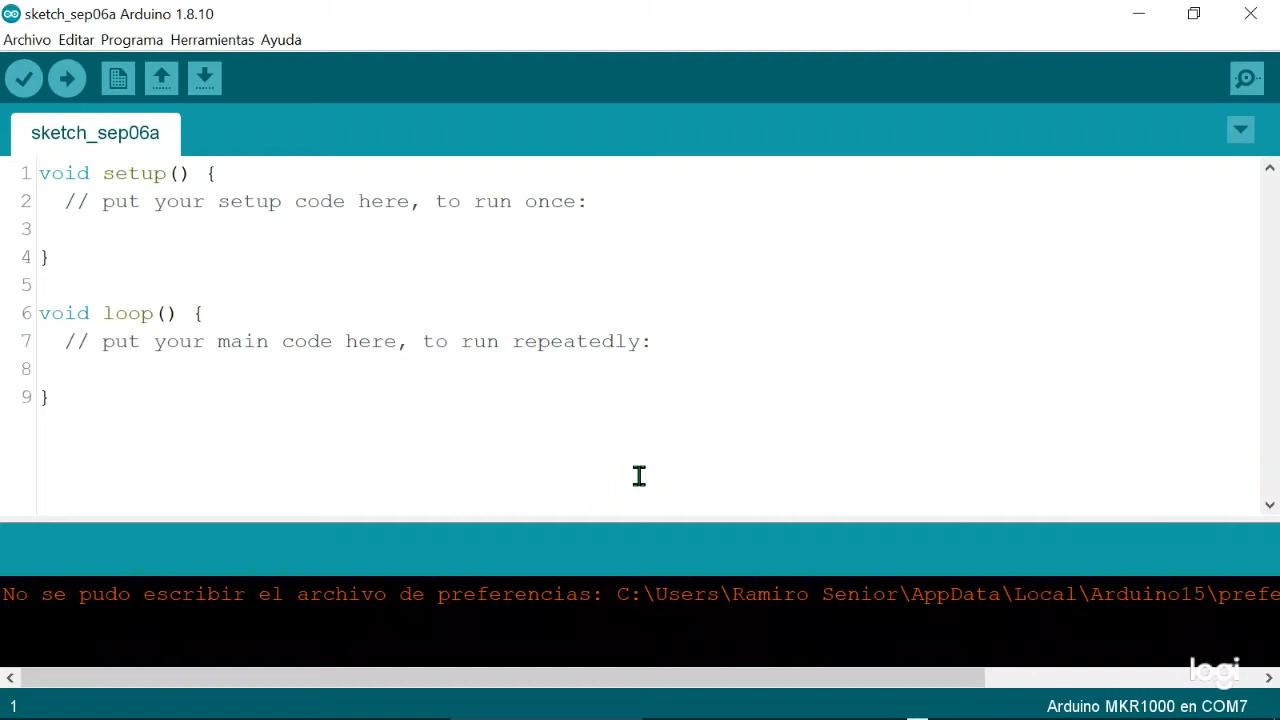 sketch_sep06a Arduino 1.8.10
Archivo Editar Programa Herramientas Ayuda
sketch_sep06a
1 void setup() {
2 // put your setup code here, to run once:
3
4 }
5
6 void loop() {
7 // put your main code here, to run repeatedly:
8
9 }
No se pudo escribir el archivo de preferencias: C:\Users\Ramiro Senior\AppData\Local\Arduino15\prefe
logi
1 Arduino MKR1000 en COM7